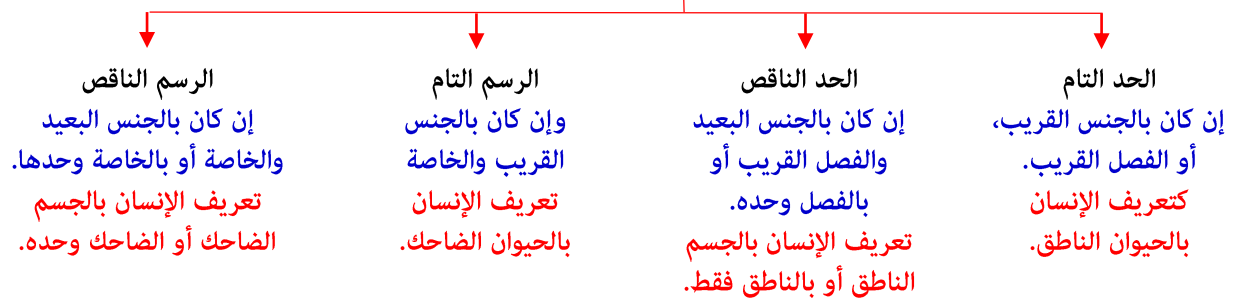 الحد التام
إن كان بالجنس القريب،
أو الفصل القريب.
كتعريف الإنسان
بالحيوان الناطق.
الحد الناقص
إن كان بالجنس البعيد
والفصل القريب أو
بالفصل وحده.
تعريف الإنسان بالجسم
الناطق أو بالناطق فقط.
الرسم التام
وإن كان بالجنس
القريب والخاصة
تعريف الإنسان
بالحيوان الضاحك.
الرسم الناقص
إن كان بالجنس البعيد
والخاصة أو بالخاصة وحدها.
تعريف الإنسان بالجسم
الضاحك أو الضاحك وحده.